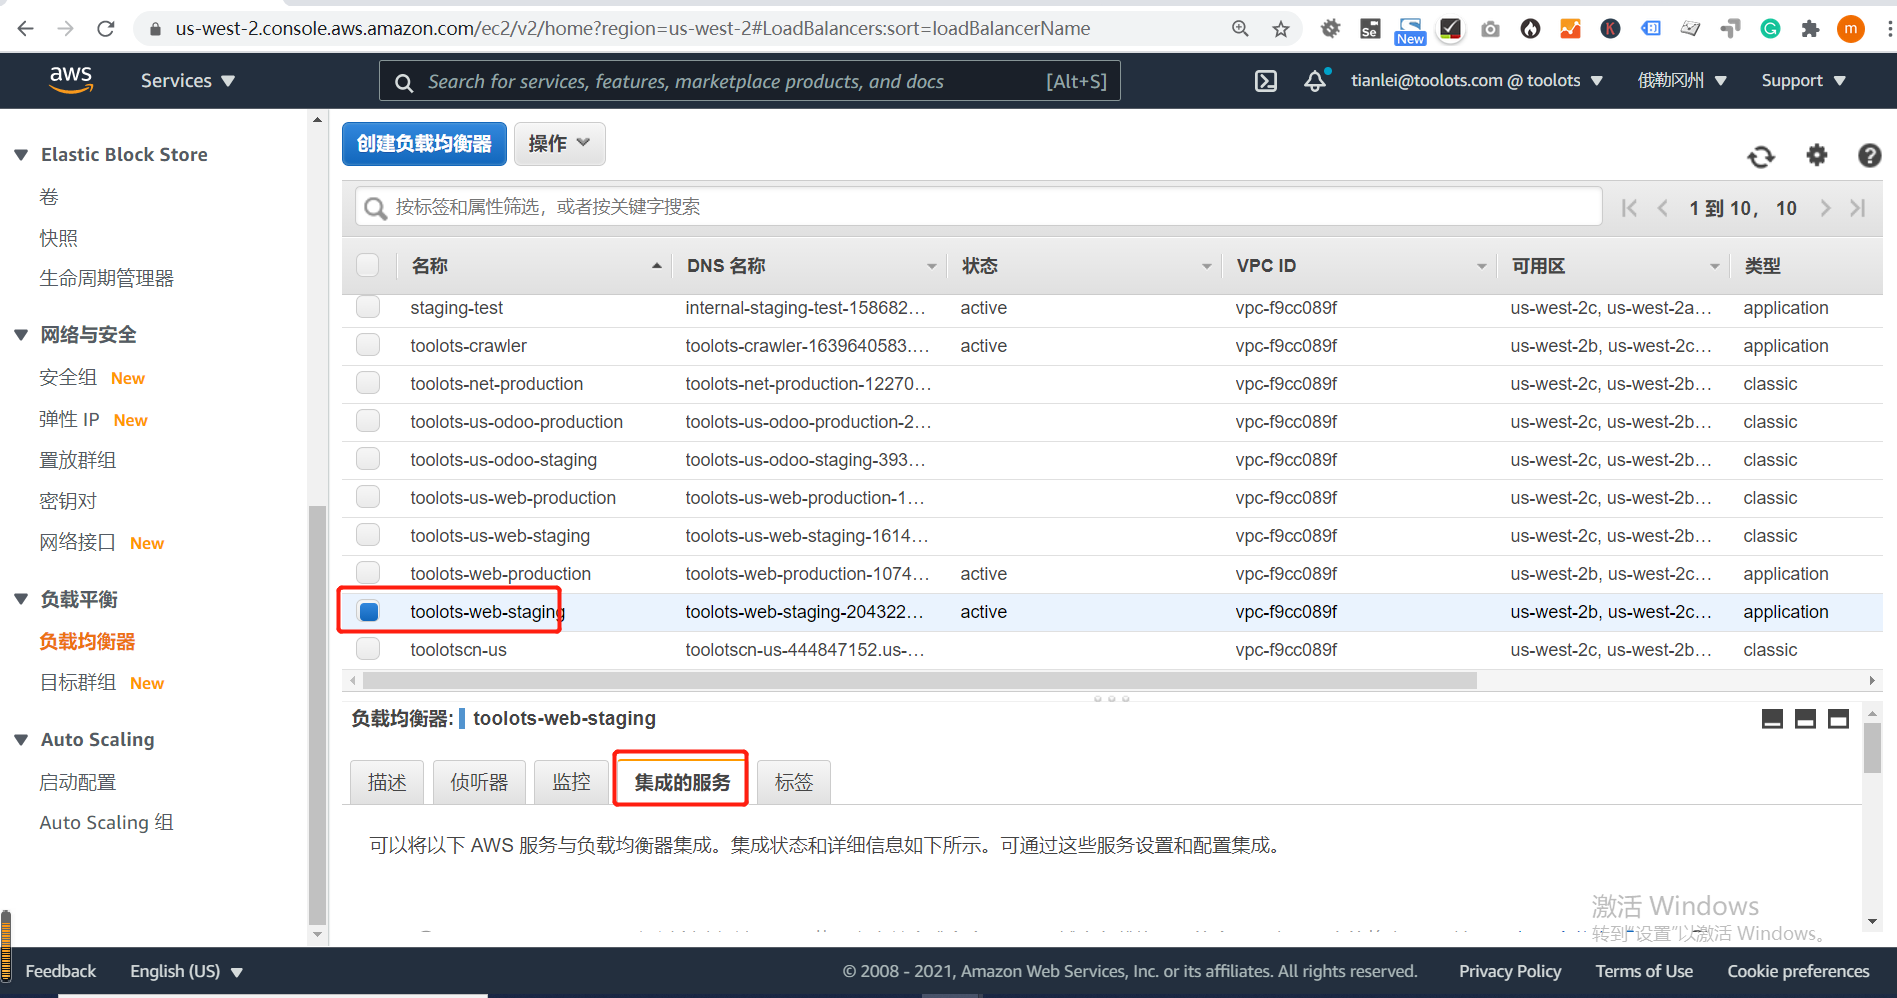 us-west-2.console.aws.amazon.com/ec2/v2/home?region=us-west-2#LoadBalancers:sort=loadBalancerName
Se
New
K
G
m
aws
Services
Search for services, features, marketplace products, and docs
[Alt+S]
tianlei@toolots.com @ toolots
俄勒冈州
Support
Elastic Block Store
卷
快照
生命周期管理器
网络与安全
安全组 New
弹性 IP New
置放群组
密钥对
网络接口 New
负载平衡
负载均衡器
目标群组 New
Auto Scaling
启动配置
Auto Scaling 组
创建负载均衡器
操作
按标签和属性筛选，或者按关键字搜索
1 到 10， 10
名称 DNS 名称 状态 VPC ID 可用区 类型
staging-test internal-staging-test-158682… active vpc-f9cc089f us-west-2c, us-west-2a… application
toolots-crawler toolots-crawler-1639640583.… active vpc-f9cc089f us-west-2b, us-west-2c… application
toolots-net-production toolots-net-production-12270… vpc-f9cc089f us-west-2c, us-west-2b… classic
toolots-us-odoo-production toolots-us-odoo-production-2… vpc-f9cc089f us-west-2c, us-west-2b… classic
toolots-us-odoo-staging toolots-us-odoo-staging-393… vpc-f9cc089f us-west-2c, us-west-2b… classic
toolots-us-web-production toolots-us-web-production-1… vpc-f9cc089f us-west-2c, us-west-2b… classic
toolots-us-web-staging toolots-us-web-staging-1614… vpc-f9cc089f us-west-2c, us-west-2b… classic
toolots-web-production toolots-web-production-1074… active vpc-f9cc089f us-west-2b, us-west-2c… application
toolots-web-staging toolots-web-staging-204322… active vpc-f9cc089f us-west-2b, us-west-2c… application
toolotscn-us toolotscn-us-444847152.us-… vpc-f9cc089f us-west-2c, us-west-2b… classic
负载均衡器: toolots-web-staging
描述 侦听器 监控 集成的服务 标签
可以将以下 AWS 服务与负载均衡器集成。集成状态和详细信息如下所示。可通过这些服务设置和配置集成。
激活 Windows
转到"设置"以激活 Windows。
Feedback English (US)
© 2008 - 2021, Amazon Web Services, Inc. or its affiliates. All rights reserved. Privacy Policy Terms of Use Cookie preferences